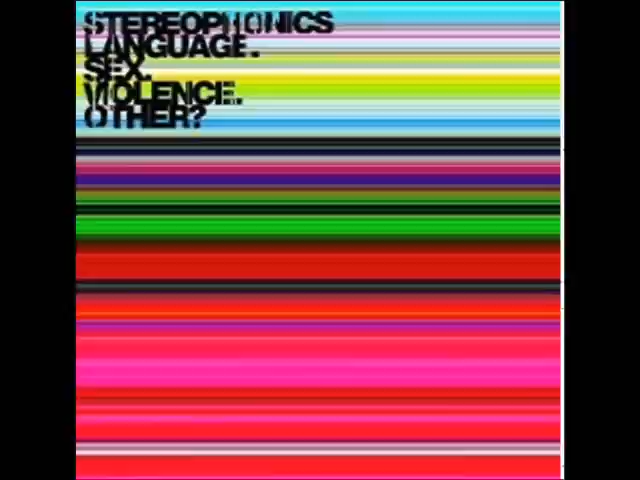 STEREOPHONICS
LANGUAGE.
SEX.
VIOLENCE.
OTHER?